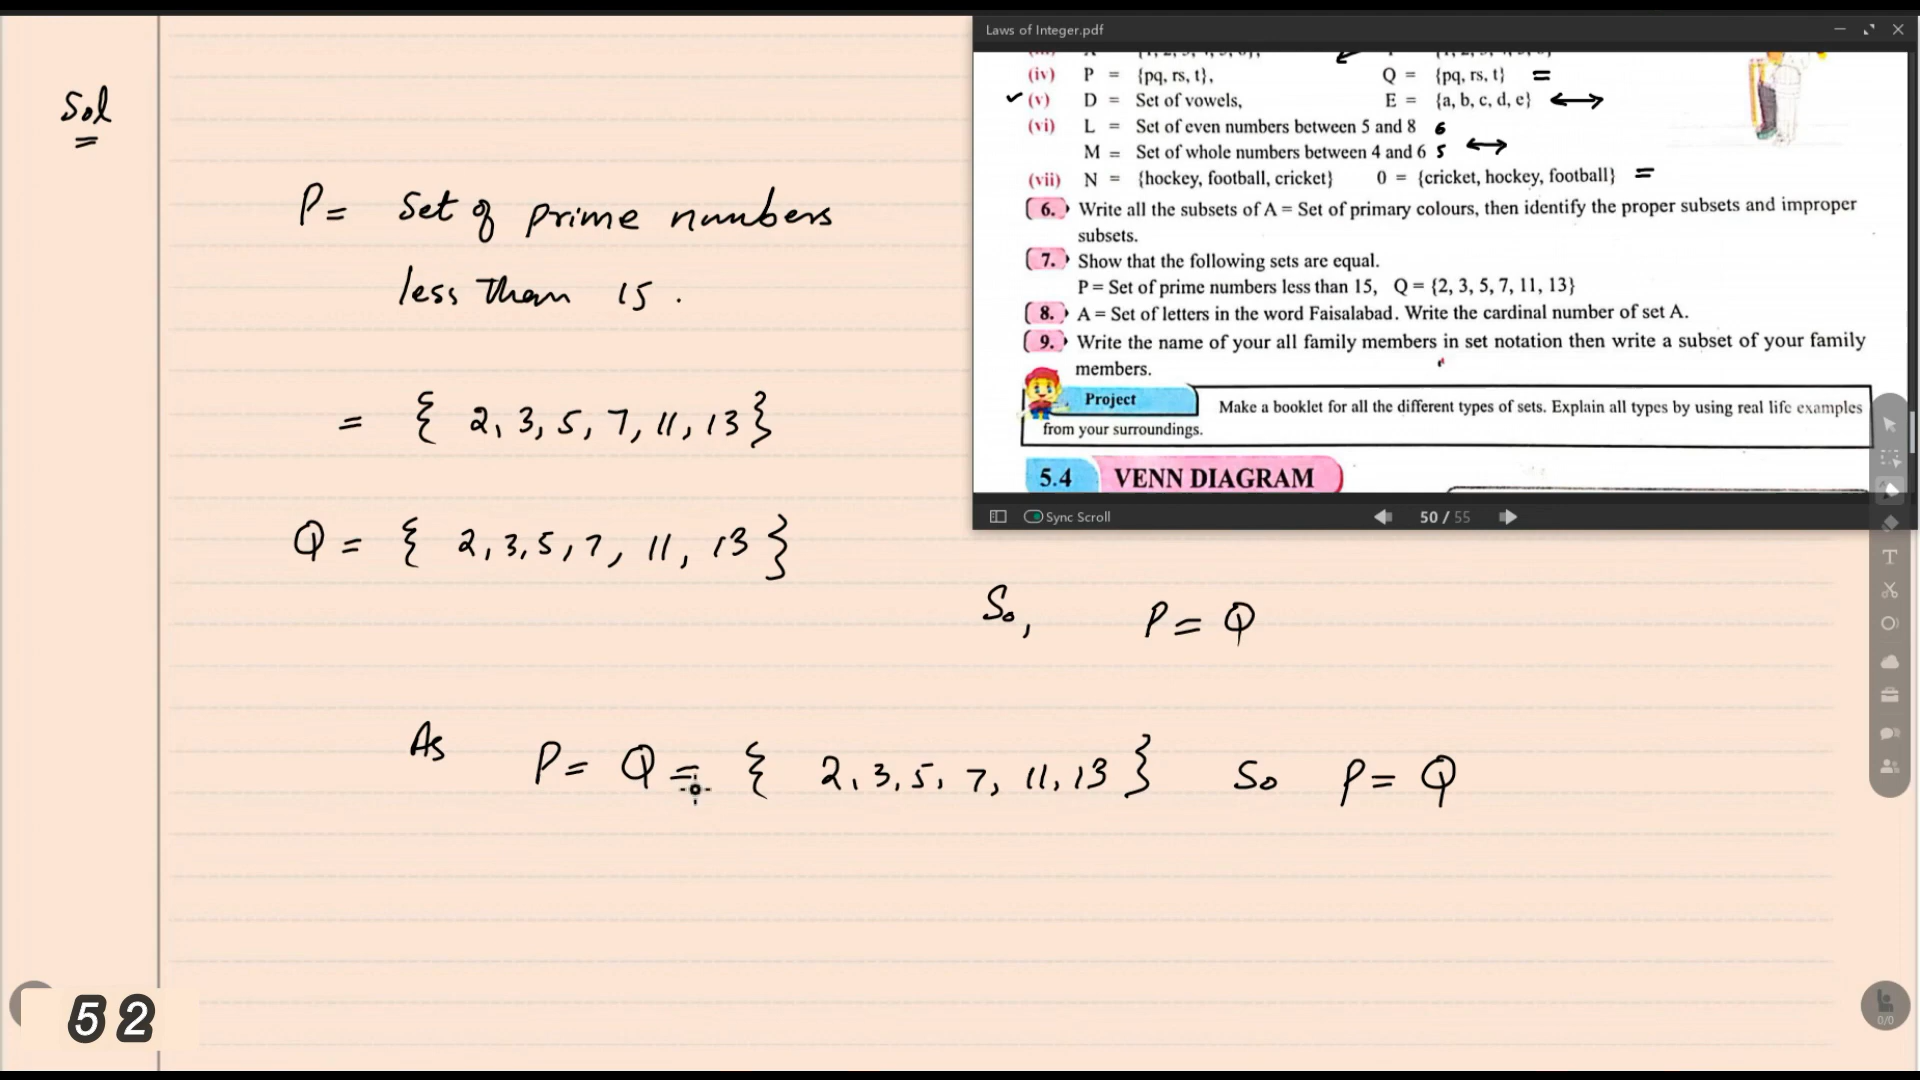 Sol
P = Set of prime numbers
less than 15.
= { 2, 3, 5, 7, 11, 13 }
Q = { 2, 3, 5, 7, 11, 13 }
So, P = Q
As P = Q = { 2, 3, 5, 7, 11, 13 } So P = Q
52
Laws of Integer.pdf
(iv) P = {pq, rs, t}, Q = {pq, rs, t} =
✓ (v) D = Set of vowels, E = {a, b, c, d, e} ↔
(vi) L = Set of even numbers between 5 and 8 6
M = Set of whole numbers between 4 and 6 5 ↔
(vii) N = {hockey, football, cricket} 0 = {cricket, hockey, football} =
6. Write all the subsets of A = Set of primary colours, then identify the proper subsets and improper
subsets.
7. Show that the following sets are equal.
P = Set of prime numbers less than 15, Q = {2, 3, 5, 7, 11, 13}
8. A = Set of letters in the word Faisalabad. Write the cardinal number of set A.
9. Write the name of your all family members in set notation then write a subset of your family
members.
Project Make a booklet for all the different types of sets. Explain all types by using real life examples
from your surroundings.
5.4 VENN DIAGRAM
Sync Scroll 50 / 55
0/0